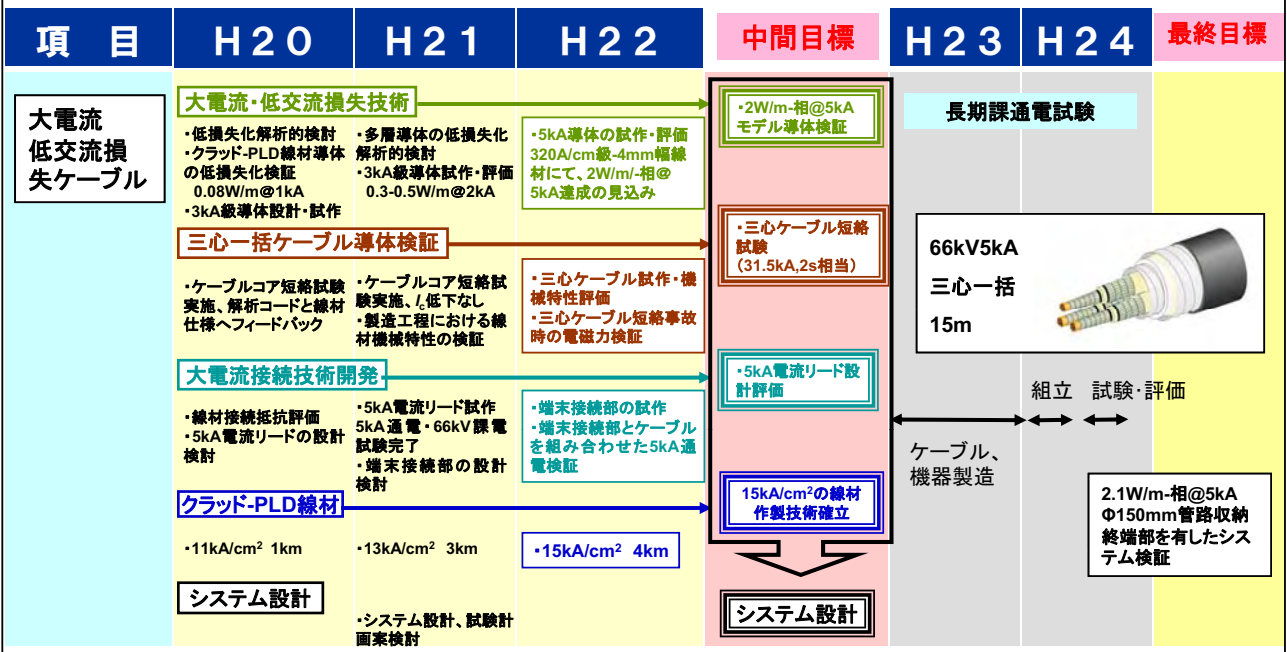 項 目
H20
H21
H22
中間目標
H23
H24
最終目標
大電流
低交流損
失ケーブル
大電流・低交流損失技術
・低損失化解析的検討
・クラッド-PLD線材導体
の低損失化検証
0.08W/m@1kA
・3kA級導体設計・試作
・多層導体の低損失化
解析的検討
・3kA級導体試作・評価
0.3-0.5W/m@2kA
・5kA導体の試作・評価
320A/cm級-4mm幅線
材にて、2W/m/-相@
5kA達成の見込み
・2W/m-相@5kA
モデル導体検証
三心一括ケーブル導体検証
・ケーブルコア短絡試験
実施、解析コードと線材
仕様へフィードバック
・ケーブルコア短絡試
験実施、Ic低下なし
・製造工程における線
材機械特性の検証
・三心ケーブル試作・機
械特性評価
・三心ケーブル短絡事故
時の電磁力検証
・三心ケーブル短絡
試験
(31.5kA,2s相当)
大電流接続技術開発
・線材接続抵抗評価
・5kA電流リードの設計
検討
・5kA電流リード試作
5kA通電・66kV課電
試験完了
・端末接続部の設計
検討
・端末接続部の試作
・端末接続部とケーブル
を組み合わせた5kA通
電検証
・5kA電流リード設
計評価
クラッド-PLD線材
・11kA/cm² 1km
・13kA/cm² 3km
・15kA/cm² 4km
15kA/cm²の線材
作製技術確立
システム設計
・システム設計、試験計
画案検討
システム設計
長期課通電試験
66kV5kA
三心一括
15m
組立 試験・評価
ケーブル、
機器製造
2.1W/m-相@5kA
Φ150mm管路収納
終端部を有したシス
テム検証